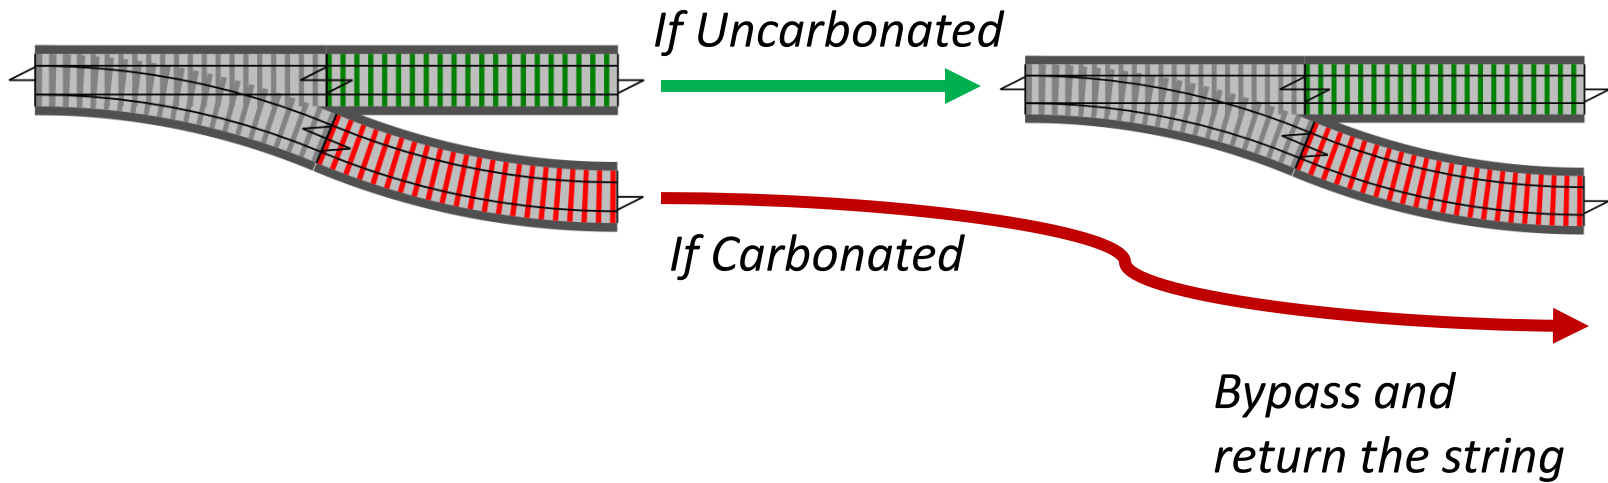 If Uncarbonated
If Carbonated
Bypass and
return the string